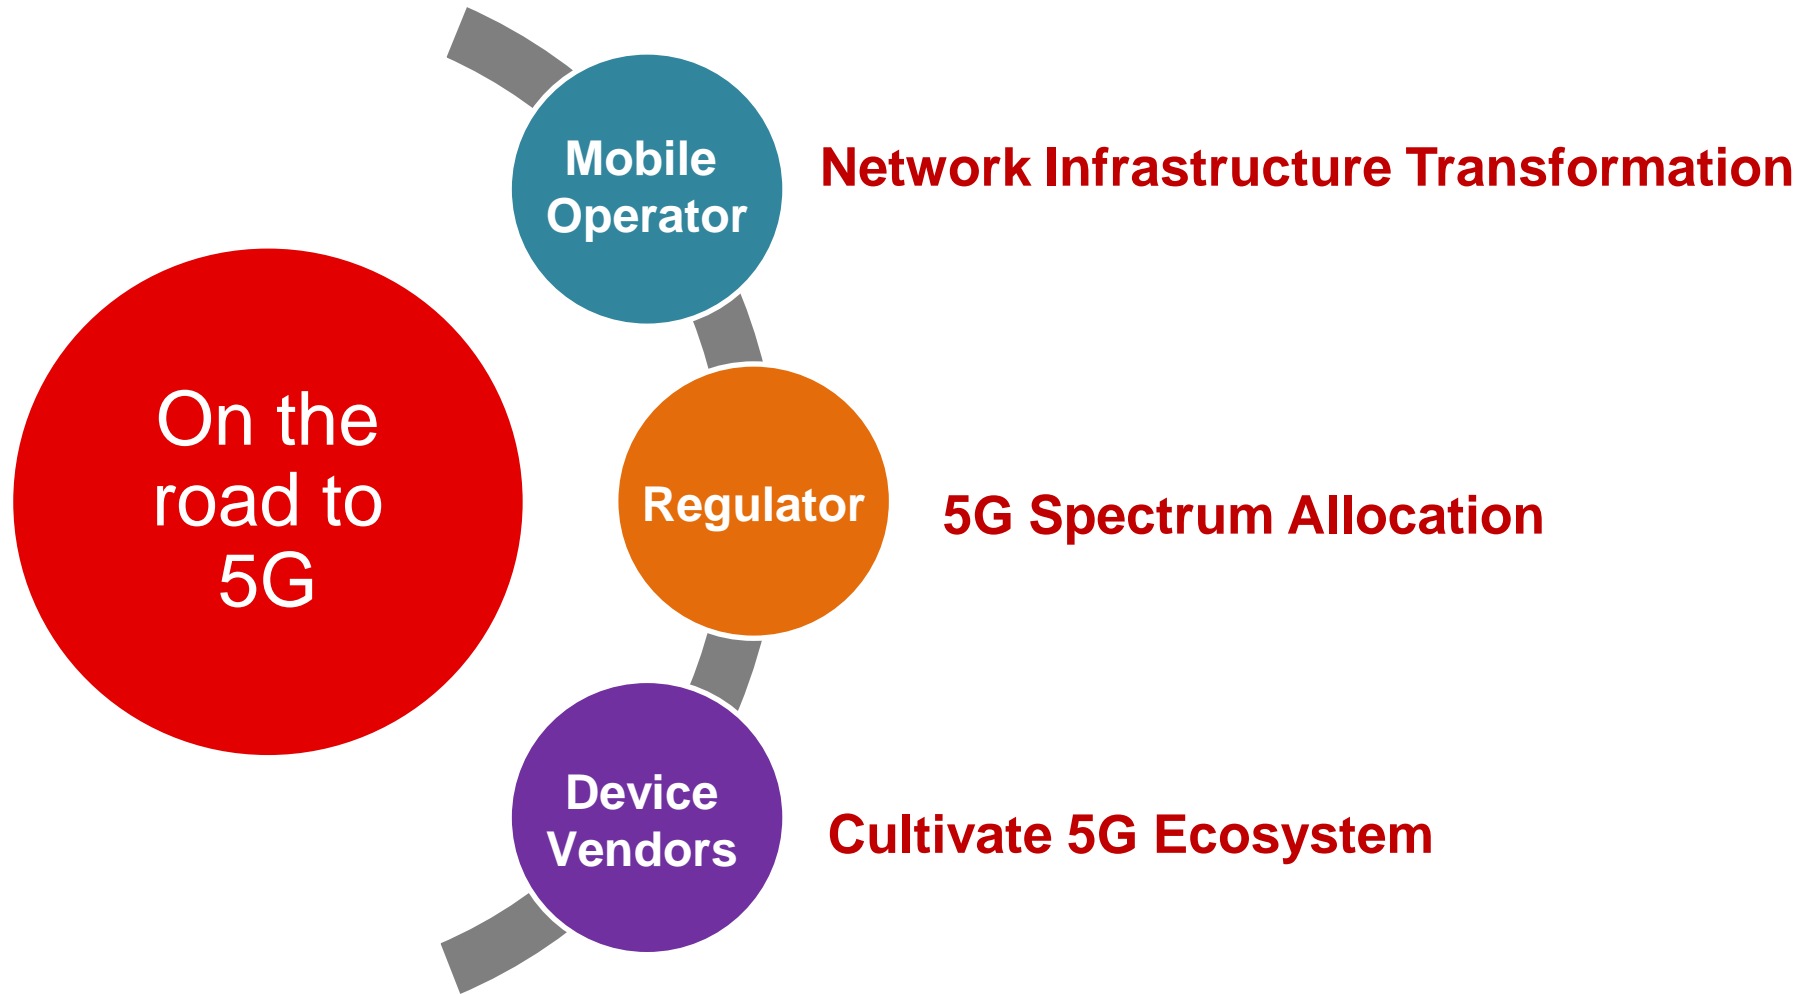 On the
road to
5G
Mobile
Operator
Network Infrastructure Transformation
Regulator
5G Spectrum Allocation
Device
Vendors
Cultivate 5G Ecosystem